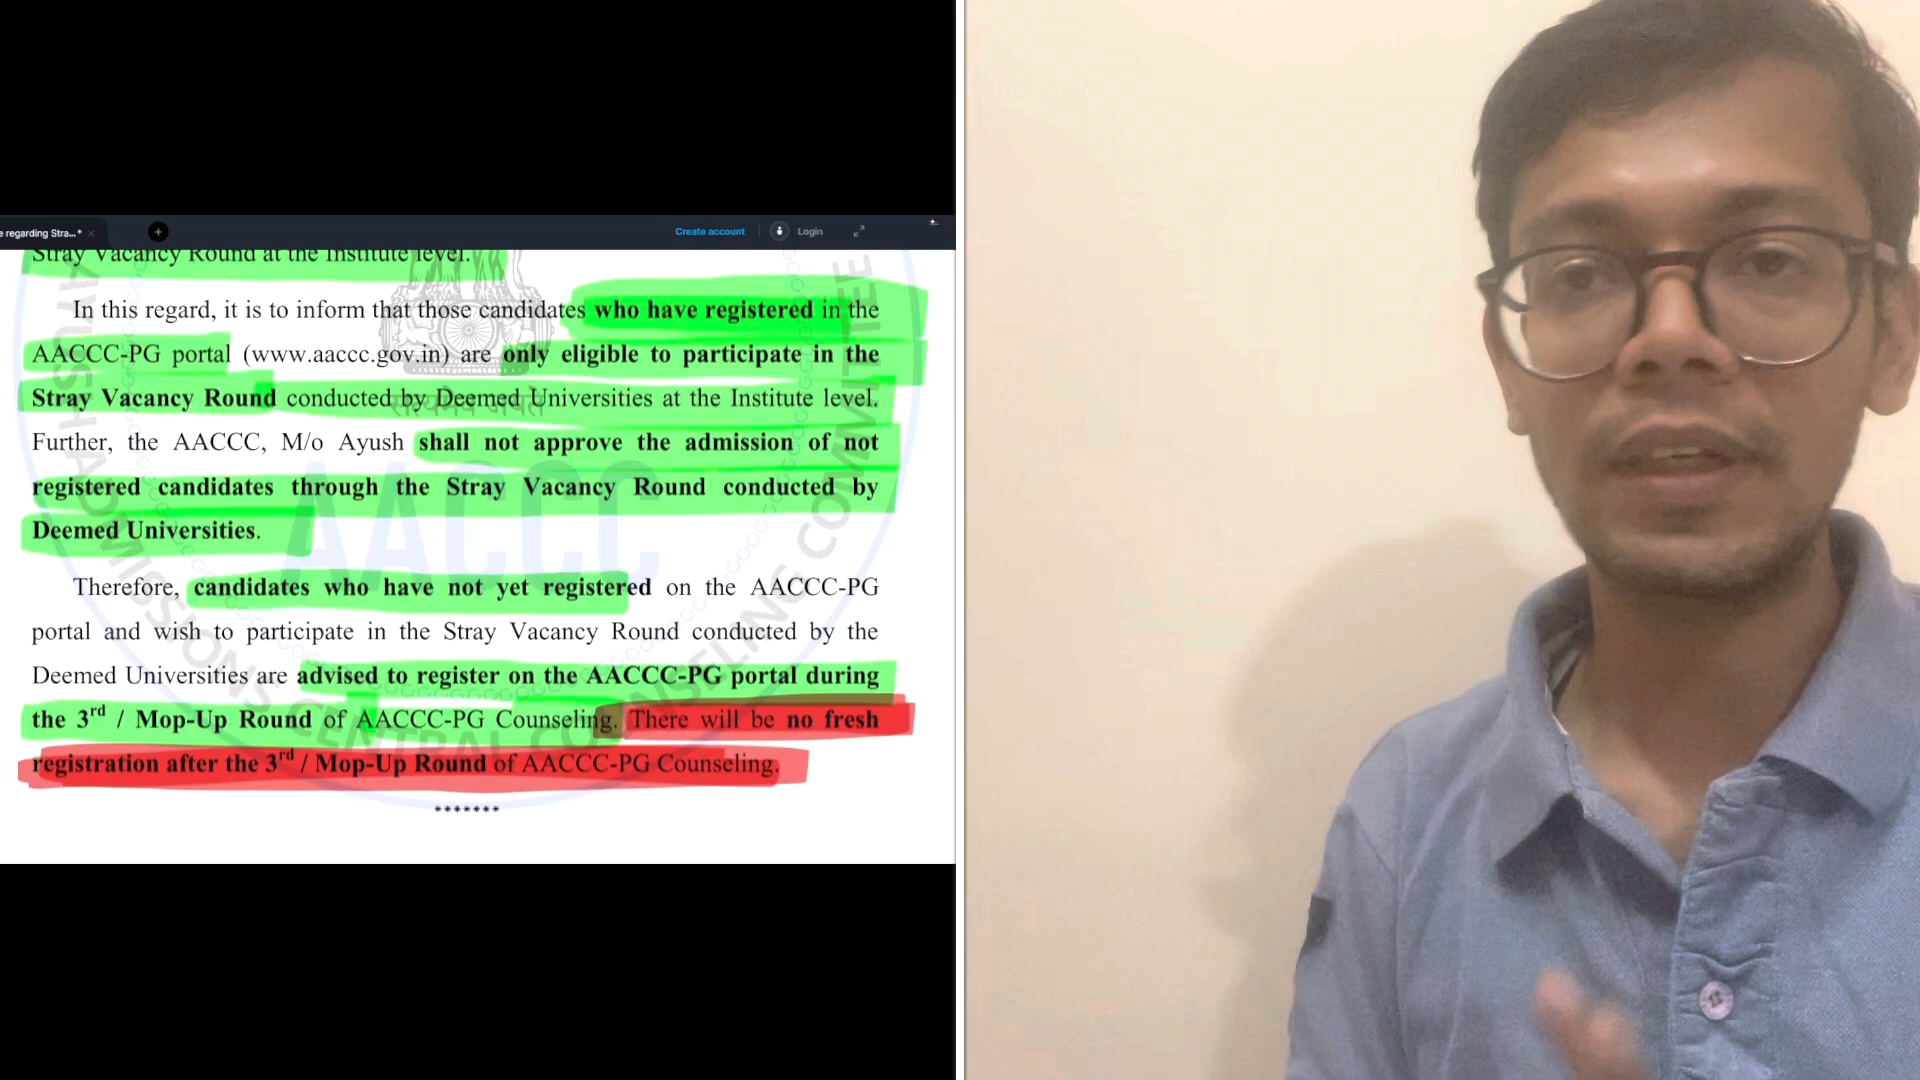 e regarding Stra...* ×
+
Create account
Login
Stray Vacancy Round at the Institute level.
In this regard, it is to inform that those candidates who have registered in the
AACCC-PG portal (www.aaccc.gov.in) are only eligible to participate in the
Stray Vacancy Round conducted by Deemed Universities at the Institute level.
Further, the AACCC, M/o Ayush shall not approve the admission of not
registered candidates through the Stray Vacancy Round conducted by
Deemed Universities.
Therefore, candidates who have not yet registered on the AACCC-PG
portal and wish to participate in the Stray Vacancy Round conducted by the
Deemed Universities are advised to register on the AACCC-PG portal during
the 3rd / Mop-Up Round of AACCC-PG Counseling. There will be no fresh
registration after the 3rd / Mop-Up Round of AACCC-PG Counseling.
*******
AACCC
AYUSH ADMISSIONS CENTRAL COUNSELING COMMITTEE